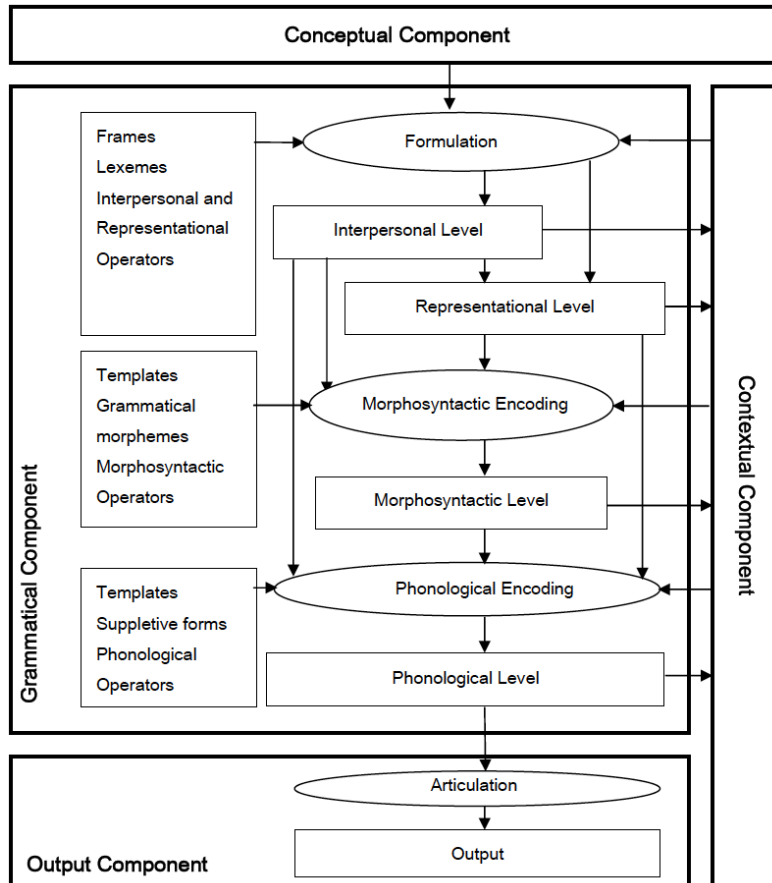 Conceptual Component
Frames
Lexemes
Interpersonal and
Representational
Operators
Formulation
Interpersonal Level
Representational Level
Templates
Grammatical
morphemes
Morphosyntactic
Operators
Morphosyntactic Encoding
Morphosyntactic Level
Templates
Suppletive forms
Phonological
Operators
Phonological Encoding
Phonological Level
Grammatical Component
Contextual Component
Articulation
Output
Output Component